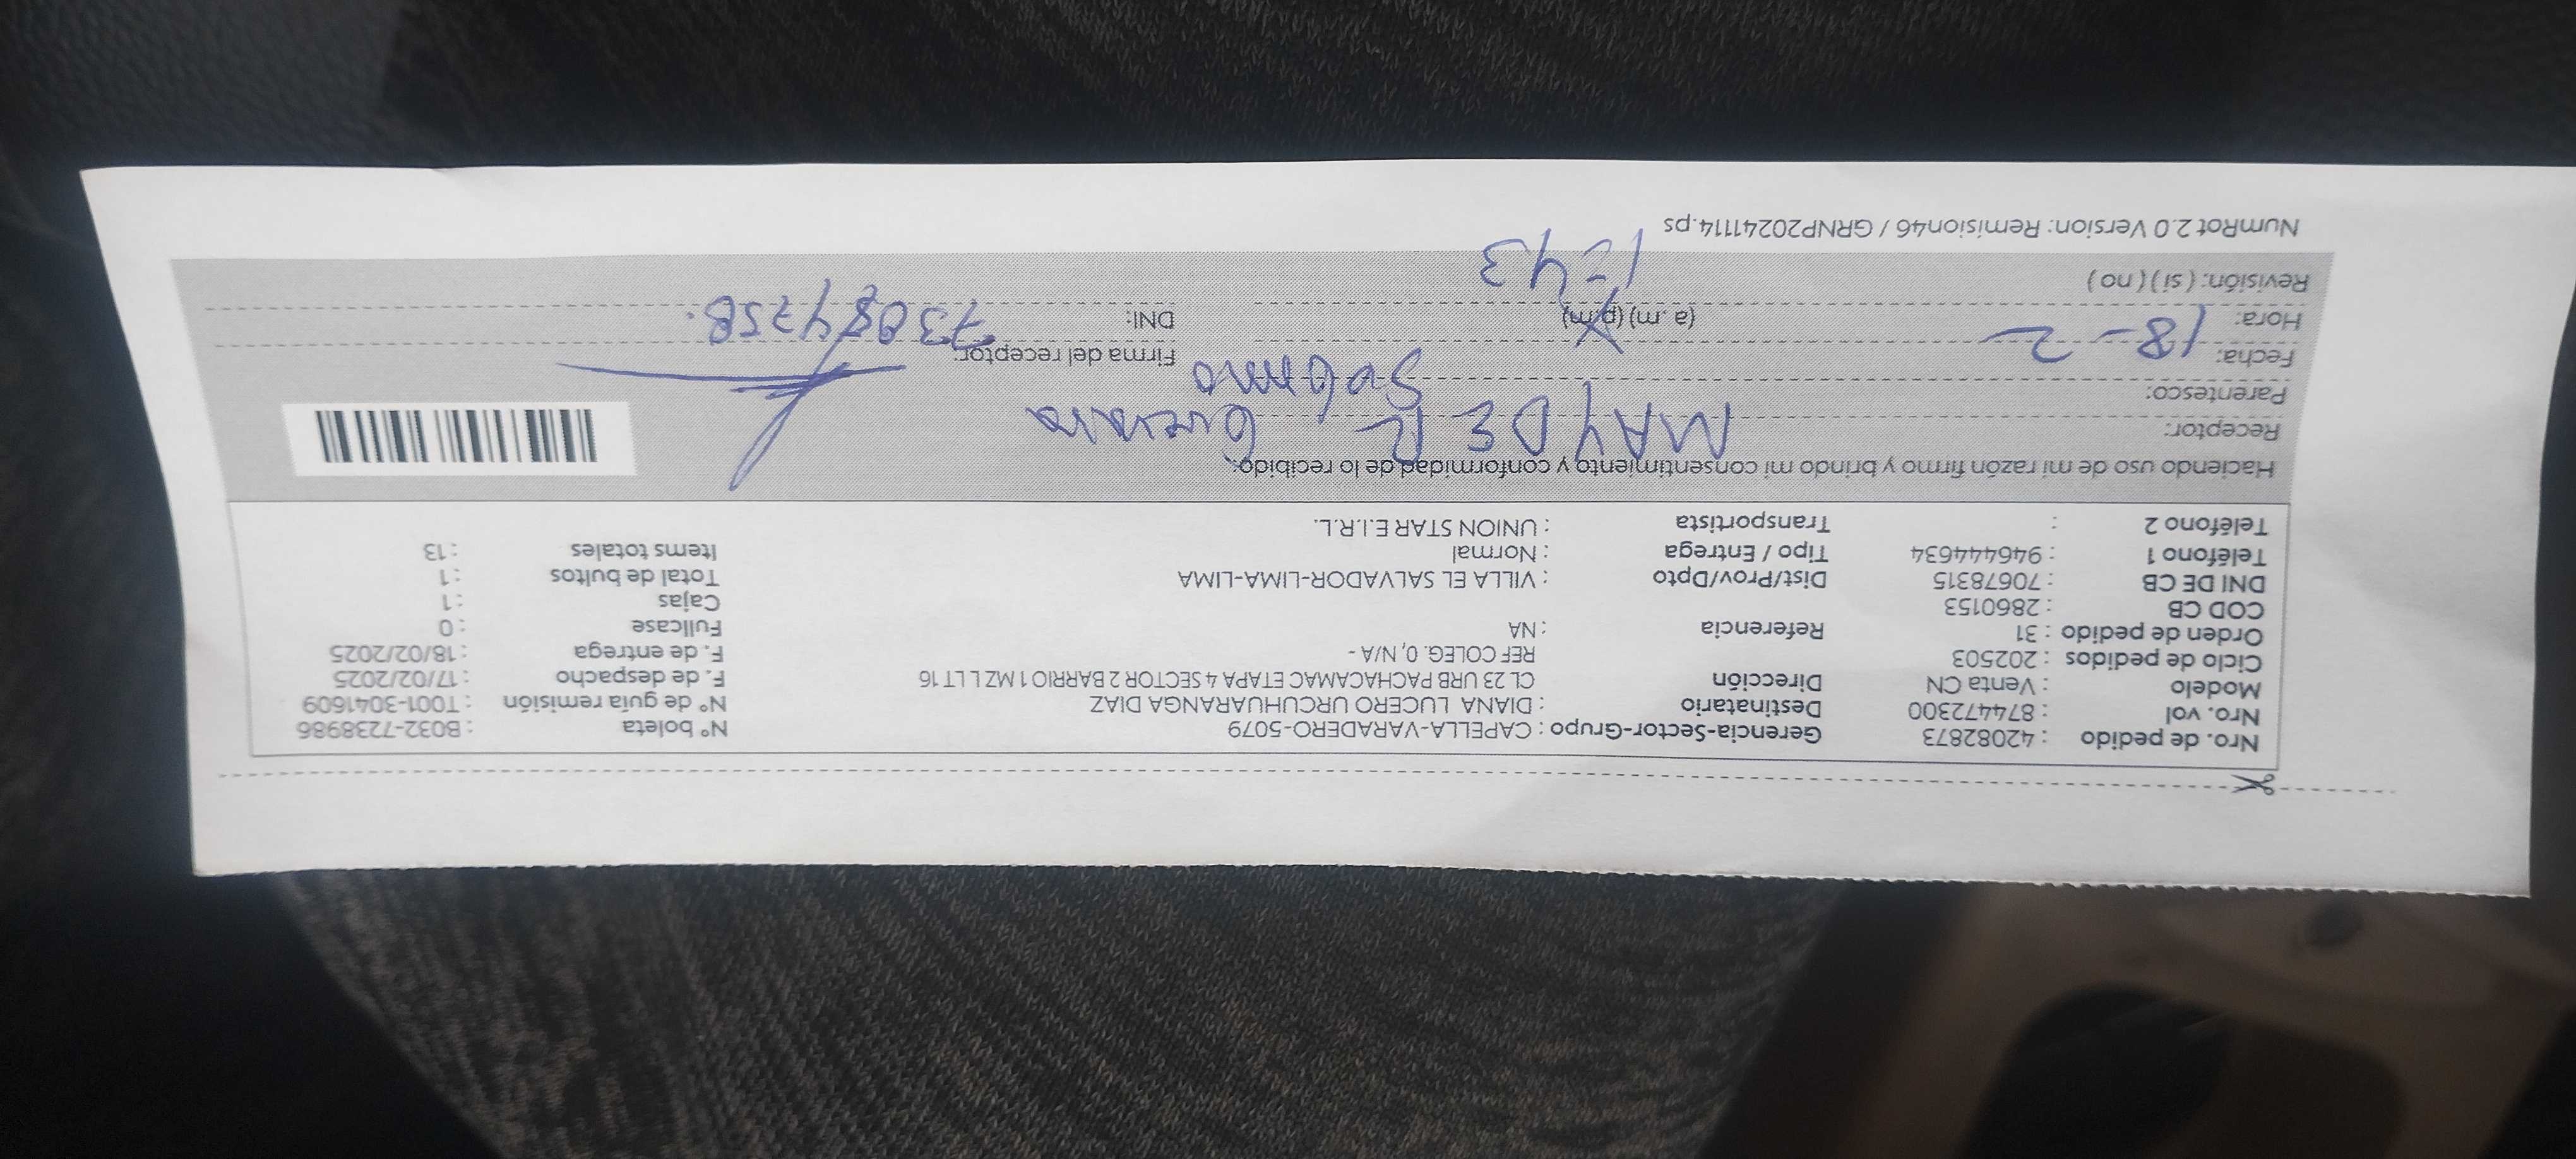 Nro. de pedido : 42082873 Gerencia-Sector-Grupo : CAPELLA-VARADERO-5079 N° boleta : B032-7238986
Nro. vol : 874472300 Destinatario : DIANA LUCERO URCUHUARANGA DIAZ N° de guía remisión : T001-3041609
Modelo : Venta CN Dirección CL 23 URB PACHACAMAC ETAPA 4 SECTOR 2 BARRIO 1 MZ L LT 16 F. de despacho : 17/02/2025
Ciclo de pedidos : 202503 REF COLEG. 0, N/A - F. de entrega : 18/02/2025
Orden de pedido : 31 Referencia : NA Fullcase : 0
COD CB : 2860153 Cajas : 1
DNI DE CB : 70678315 Dist/Prov/Dpto : VILLA EL SALVADOR-LIMA-LIMA Total de bultos : 1
Teléfono 1 : 946444634 Tipo / Entrega : Normal Items totales : 13
Teléfono 2 : Transportista : UNION STAR E.I.R.L.
Haciendo uso de mi razón firmo y brindo mi consentimiento y conformidad de lo recibido.
Receptor: MAYDER
Parentesco: Sobrino
Fecha: 18-2 Firma del receptor:
Hora: (a. m) (p.m) 1=43 DNI:
Revisión: ( si ) ( no )
NumRot 2.0 Version: Remision46 / GRNP20241114.ps